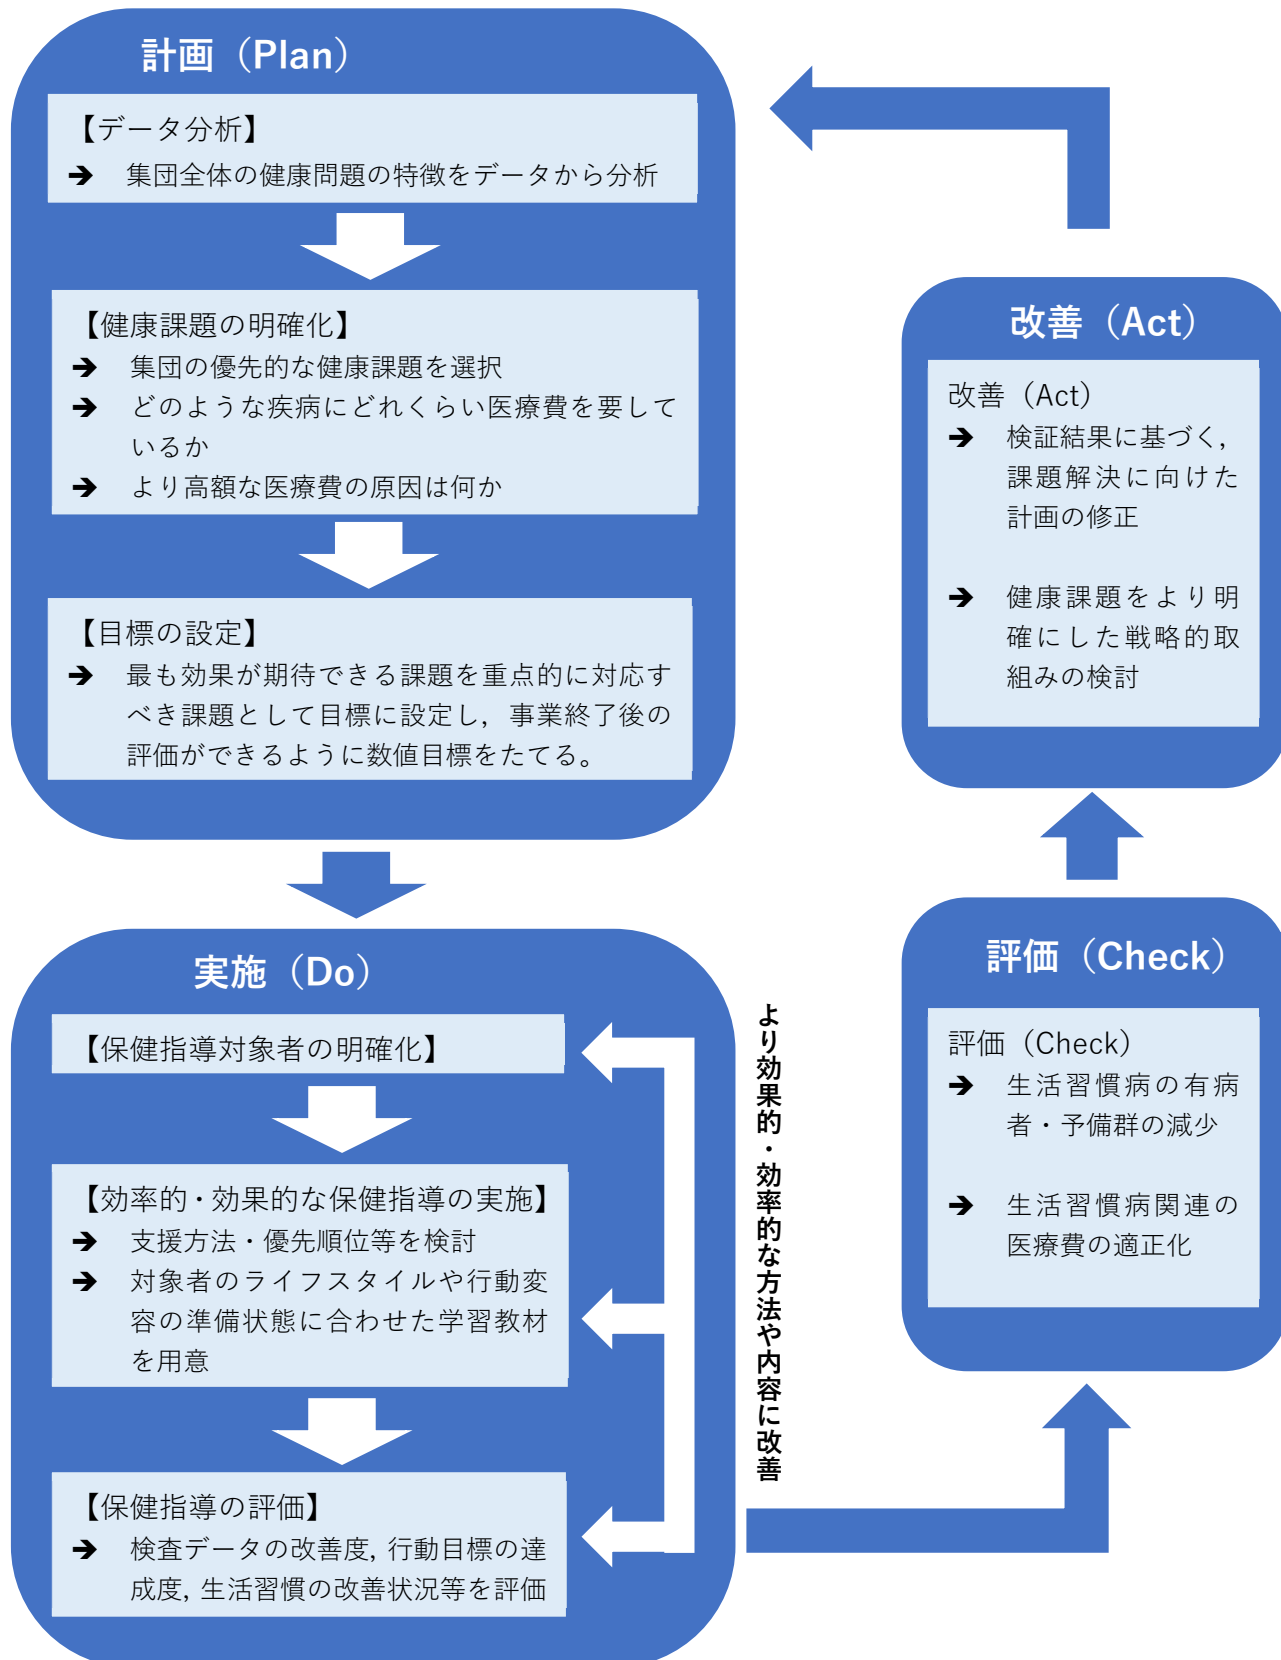 計画（Plan）
【データ分析】
➔ 集団全体の健康問題の特徴をデータから分析
【健康課題の明確化】
➔ 集団の優先的な健康課題を選択
➔ どのような疾病にどれくらい医療費を要して
いるか
➔ より高額な医療費の原因は何か
【目標の設定】
➔ 最も効果が期待できる課題を重点的に対応す
べき課題として目標に設定し，事業終了後の
評価ができるように数値目標をたてる。
実施（Do）
【保健指導対象者の明確化】
【効率的・効果的な保健指導の実施】
➔ 支援方法・優先順位等を検討
➔ 対象者のライフスタイルや行動変
容の準備状態に合わせた学習教材
を用意
【保健指導の評価】
➔ 検査データの改善度，行動目標の達
成度，生活習慣の改善状況等を評価
より効果的・効率的な方法や内容に改善
評価（Check）
評価（Check）
➔ 生活習慣病の有病
者・予備群の減少
➔ 生活習慣病関連の
医療費の適正化
改善（Act）
改善（Act）
➔ 検証結果に基づく，
課題解決に向けた
計画の修正
➔ 健康課題をより明
確にした戦略的取
組みの検討